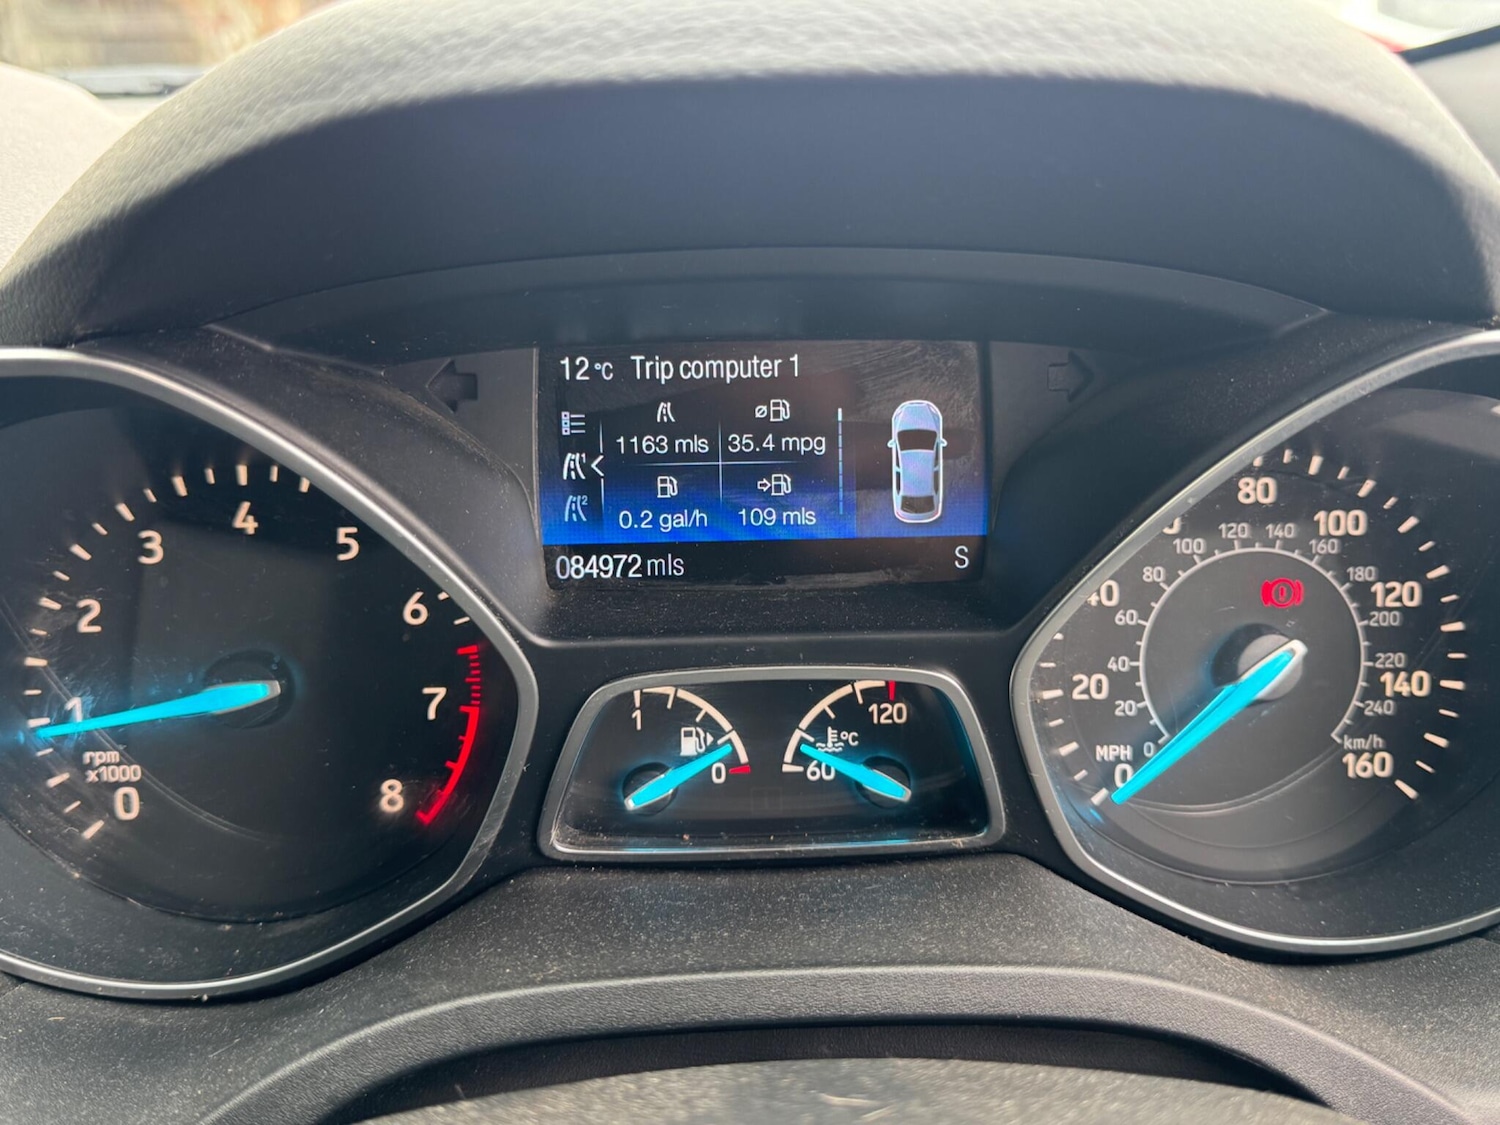 12°C Trip computer 1
1163 mls 35.4 mpg
0.2 gal/h 109 mls
084972 mls S
0 1 2 3 4 5 6 7 8
rpm
x1000
1 0
60 120 °C
MPH
0 20 40 80 100 120 140 160
0 20 40 60 80 100 120 140 160 180 200 220 240
km/h